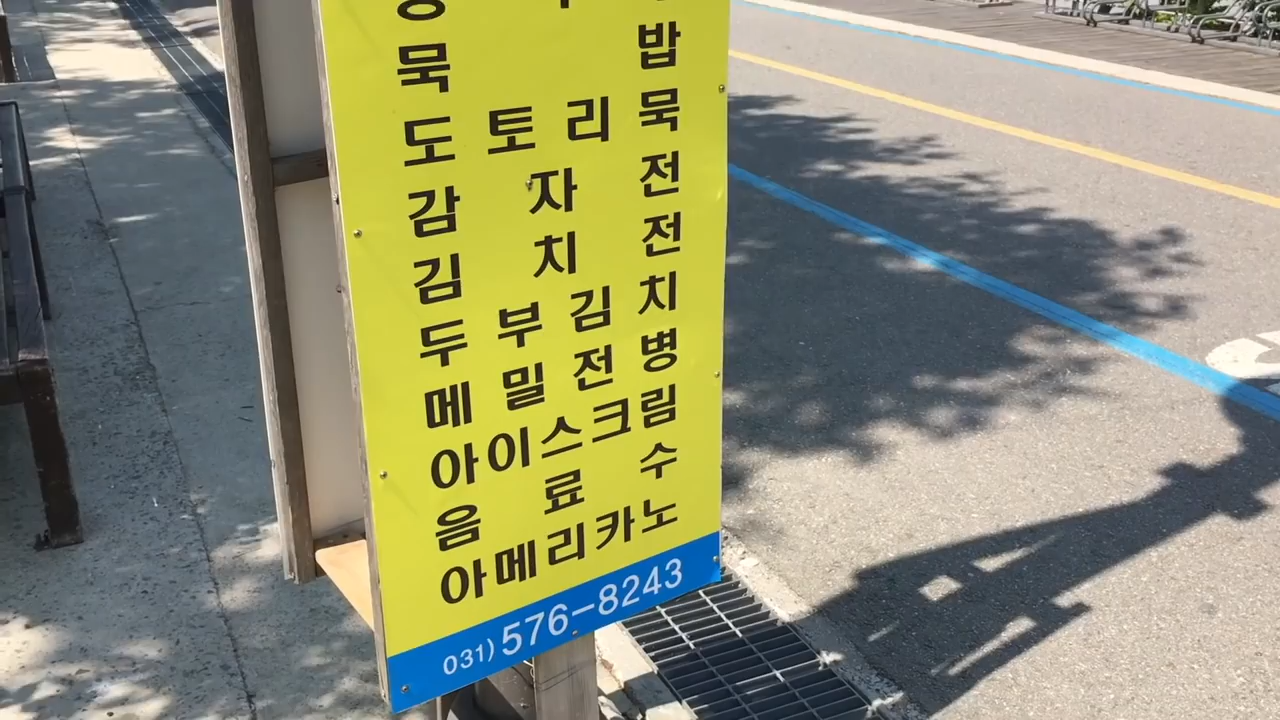 묵 밥
도 토 리 묵
감 자 전
김 치 전
두 부 김 치
메 밀 전 병
아이스크림
음 료 수
아메리카노
031) 576-8243